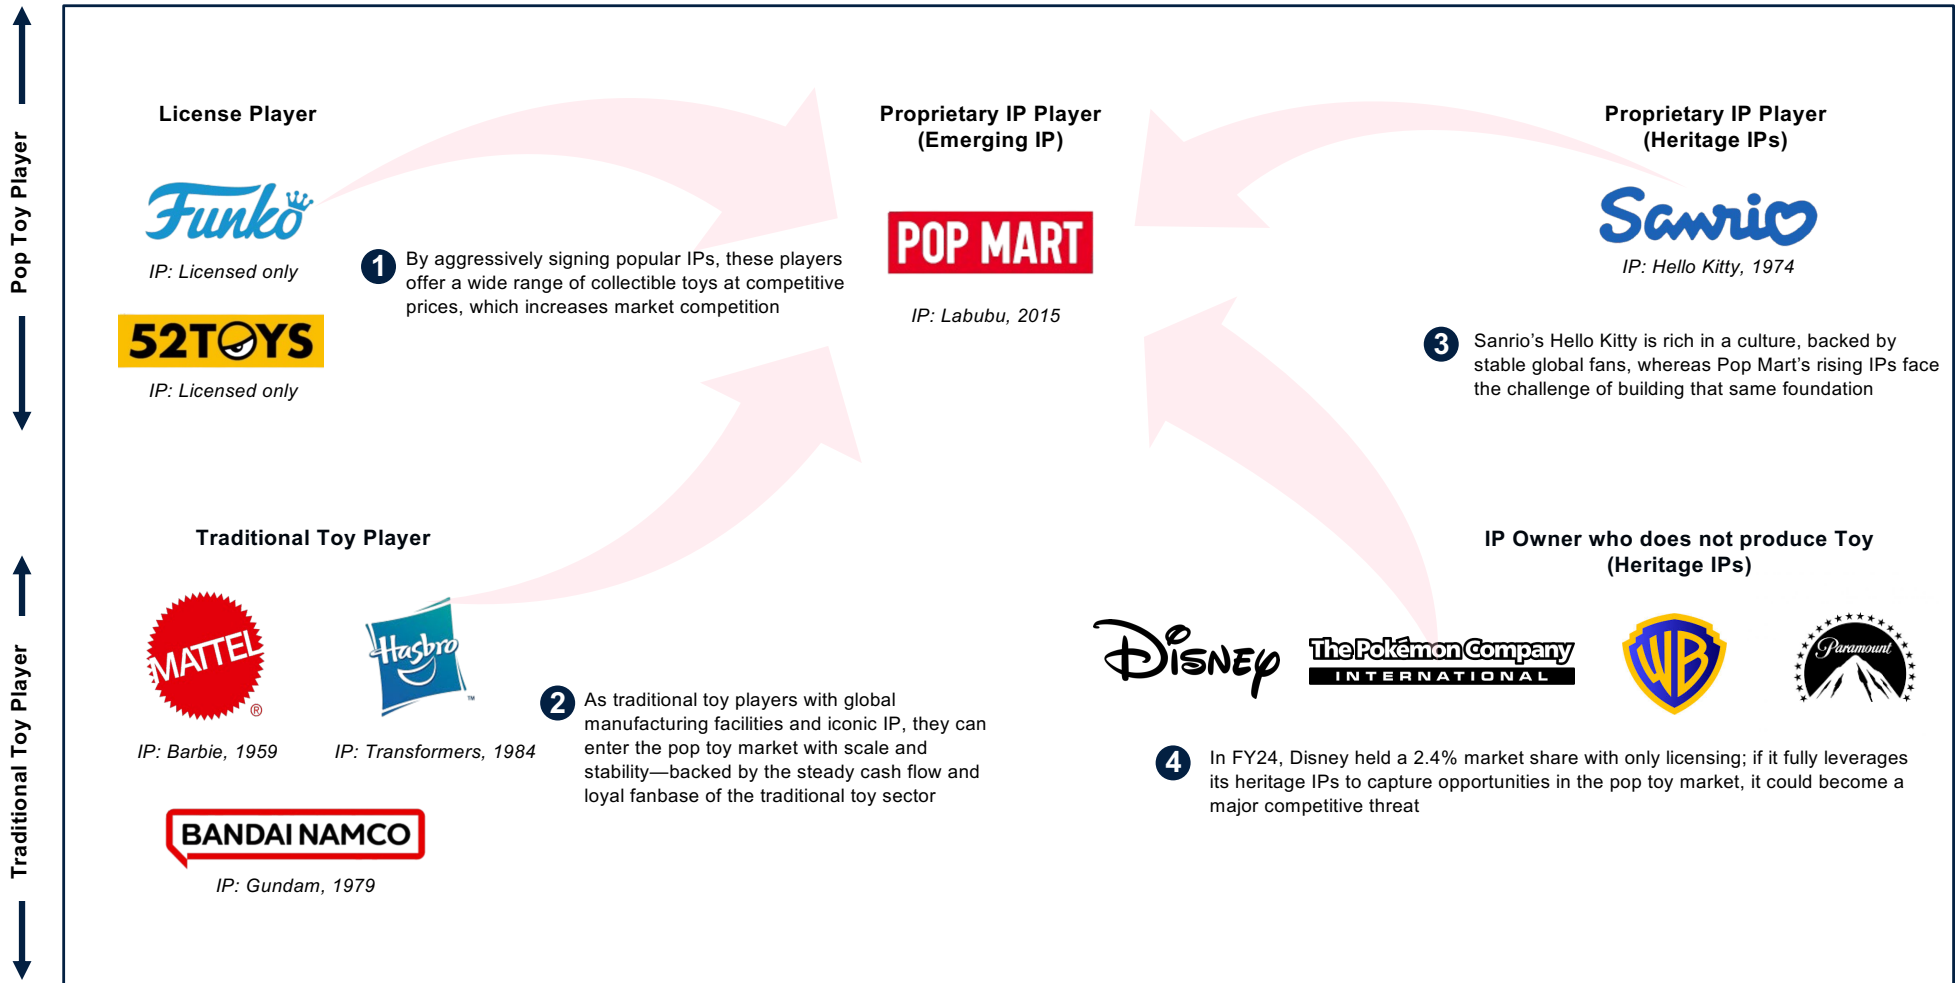 Pop Toy Player
License Player
Funko
IP: Licensed only
52TOYS
IP: Licensed only
1
By aggressively signing popular IPs, these players
offer a wide range of collectible toys at competitive
prices, which increases market competition
Proprietary IP Player
(Emerging IP)
POP MART
IP: Labubu, 2015
Proprietary IP Player
(Heritage IPs)
Sanrio
IP: Hello Kitty, 1974
3
Sanrio's Hello Kitty is rich in a culture, backed by
stable global fans, whereas Pop Mart's rising IPs face
the challenge of building that same foundation
Traditional Toy Player
Traditional Toy Player
MATTEL
®
IP: Barbie, 1959
Hasbro
™
IP: Transformers, 1984
BANDAI NAMCO
IP: Gundam, 1979
2
As traditional toy players with global
manufacturing facilities and iconic IP, they can
enter the pop toy market with scale and
stability—backed by the steady cash flow and
loyal fanbase of the traditional toy sector
IP Owner who does not produce Toy
(Heritage IPs)
Disney
The Pokémon Company
INTERNATIONAL
WB
Paramount
4
In FY24, Disney held a 2.4% market share with only licensing; if it fully leverages
its heritage IPs to capture opportunities in the pop toy market, it could become a
major competitive threat